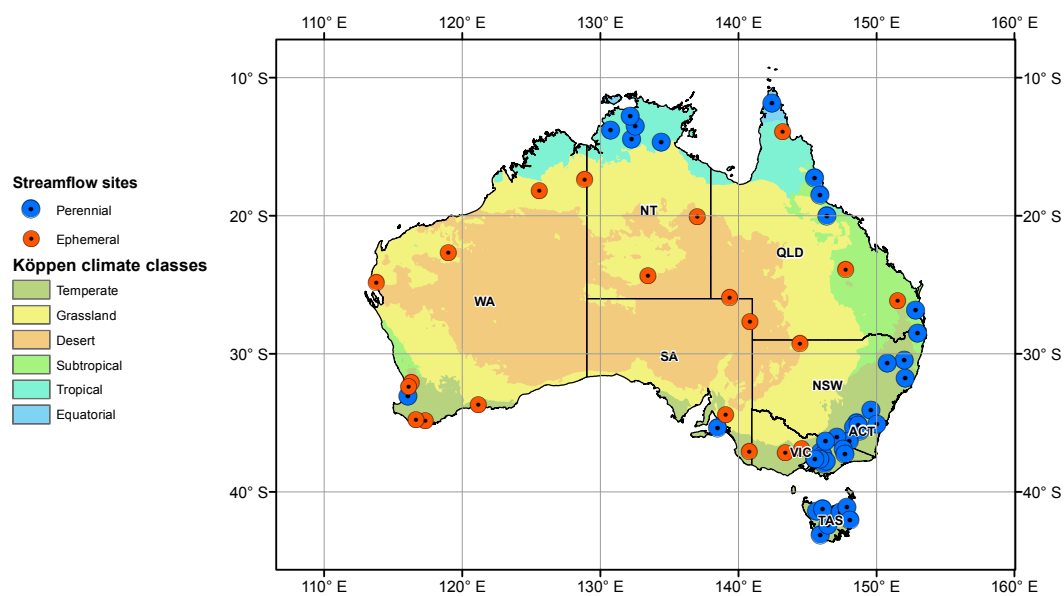 110° E 120° E 130° E 140° E 150° E 160° E
10° S 10° S
Streamflow sites
Perennial
Ephemeral
Köppen climate classes
Temperate
Grassland
Desert
Subtropical
Tropical
Equatorial
20° S 20° S
NT
QLD
WA
30° S 30° S
SA
NSW
ACT
VIC
40° S 40° S
TAS
110° E 120° E 130° E 140° E 150° E 160° E